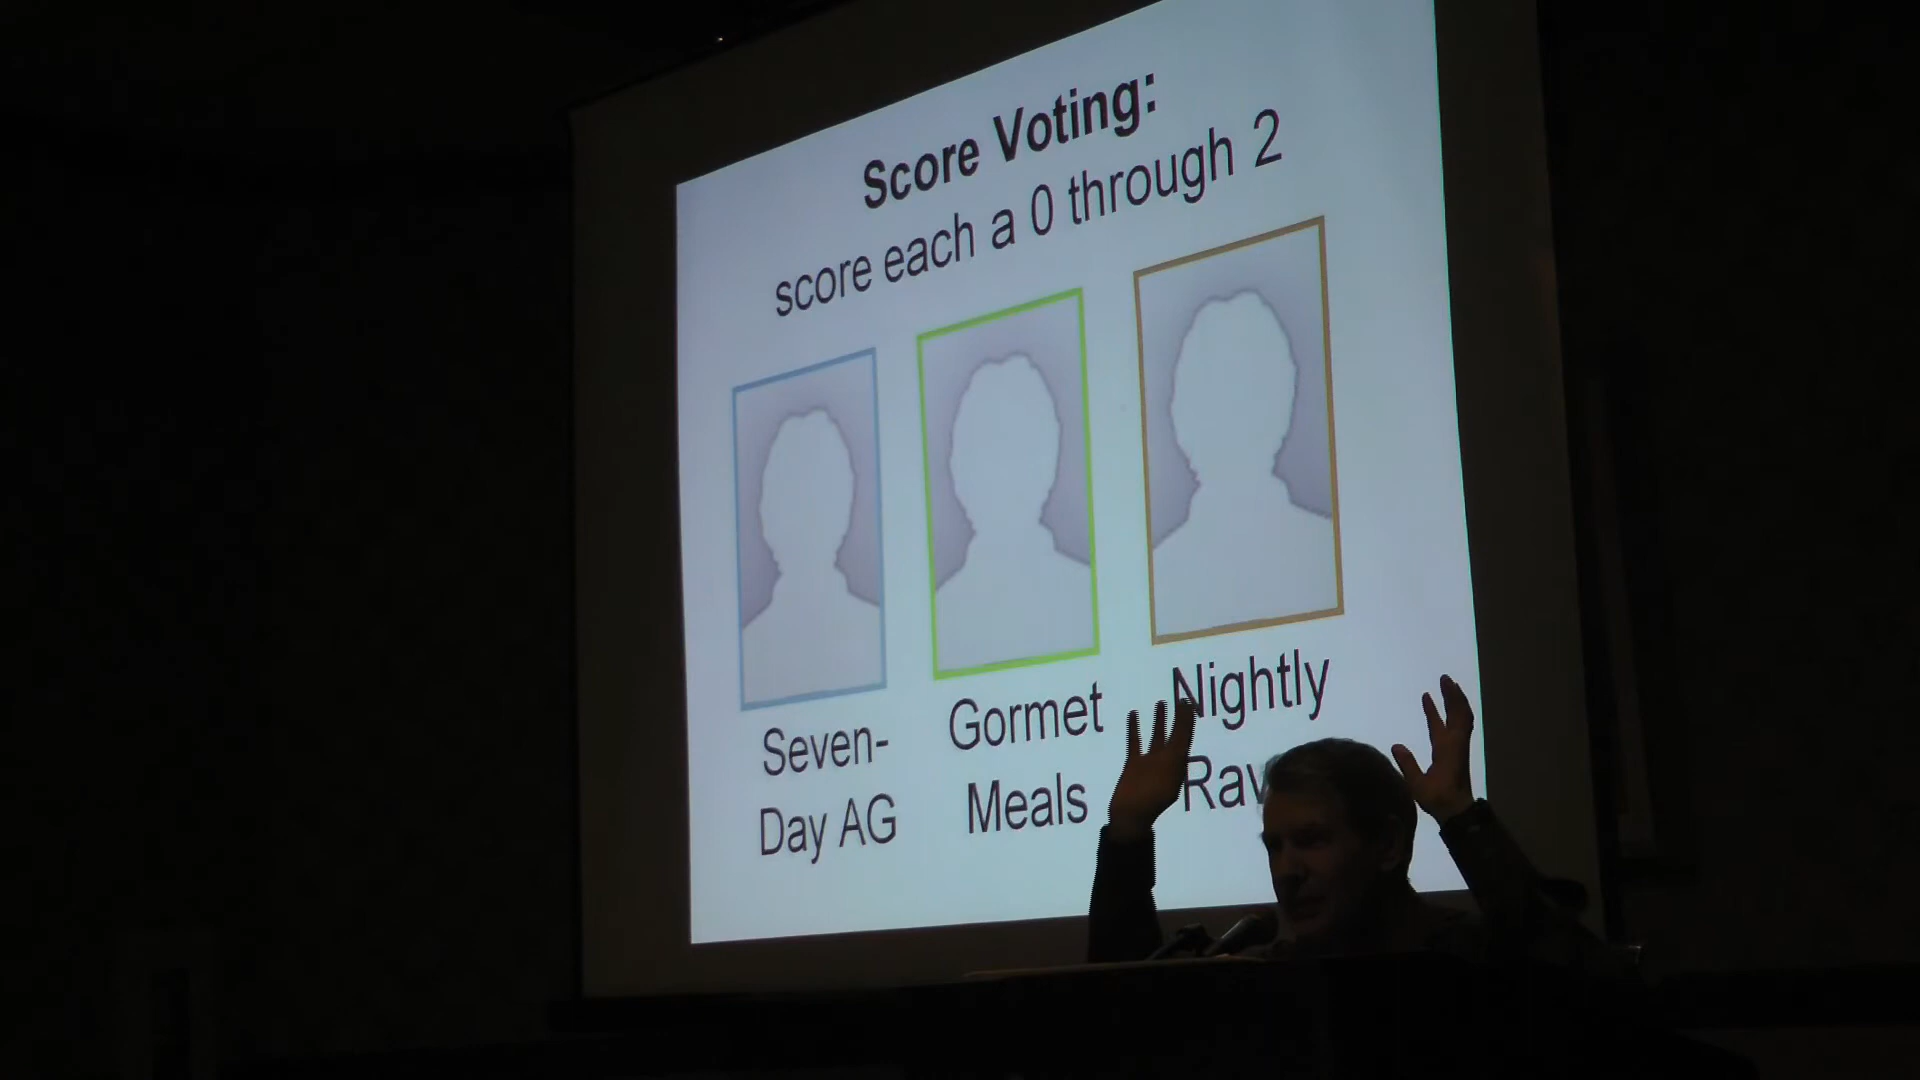 Score Voting:
score each a 0 through 2
Seven-
Day AG
Gormet
Meals
Nightly